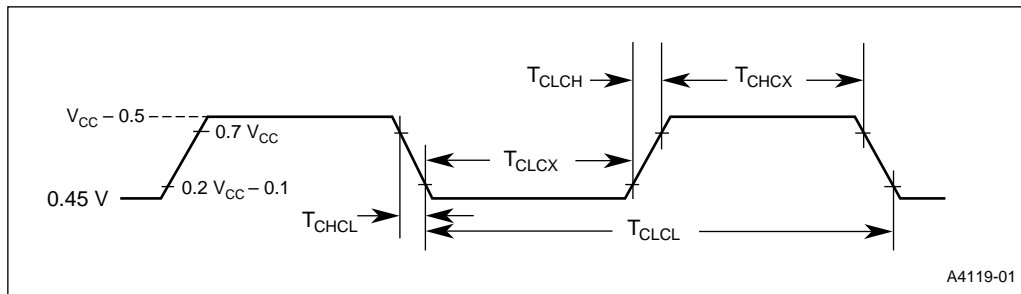 T_CLCH
T_CHCX
V_CC – 0.5
0.7 V_CC
T_CLCX
0.2 V_CC – 0.1
0.45 V
T_CHCL
T_CLCL
A4119-01